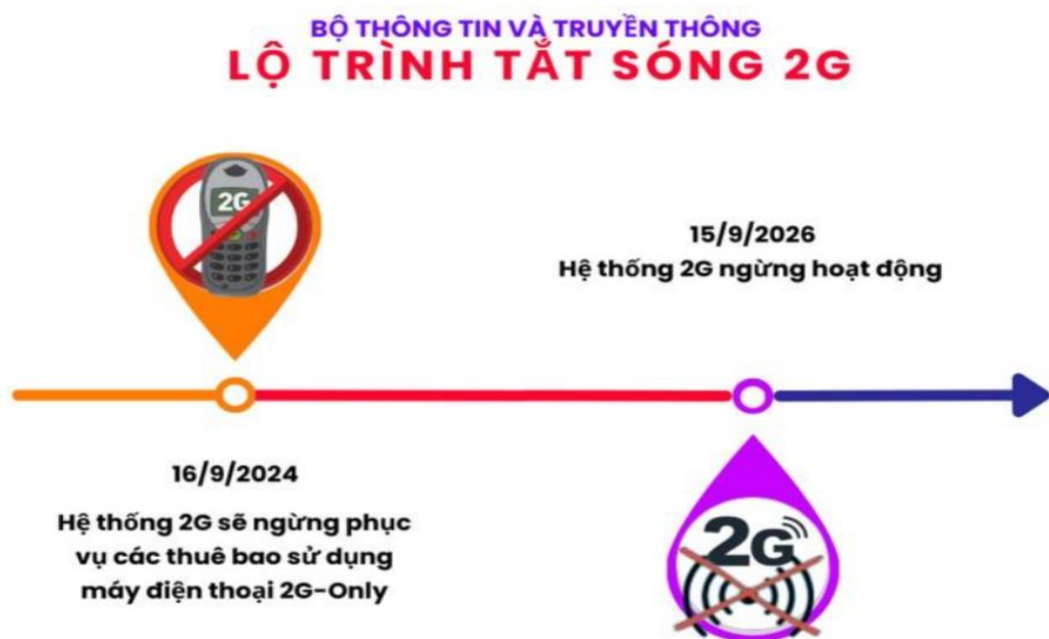 BỘ THÔNG TIN VÀ TRUYỀN THÔNG
LỘ TRÌNH TẮT SÓNG 2G
2G
15/9/2026
Hệ thống 2G ngừng hoạt động
16/9/2024
Hệ thống 2G sẽ ngừng phục
vụ các thuê bao sử dụng
máy điện thoại 2G-Only
2G